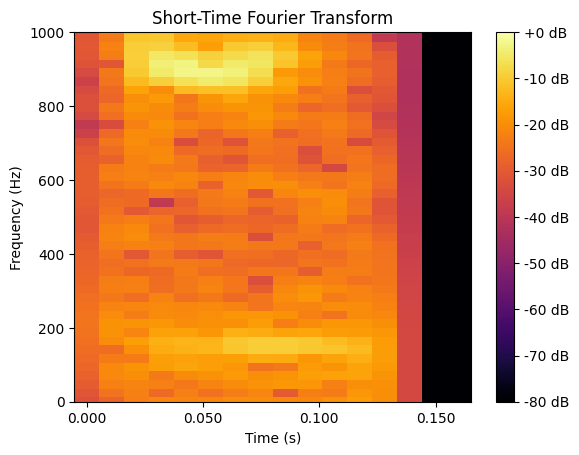 Short-Time Fourier Transform
1000
800
600
400
200
0
Frequency (Hz)
0.000
0.050
0.100
0.150
Time (s)
+0 dB
-10 dB
-20 dB
-30 dB
-40 dB
-50 dB
-60 dB
-70 dB
-80 dB